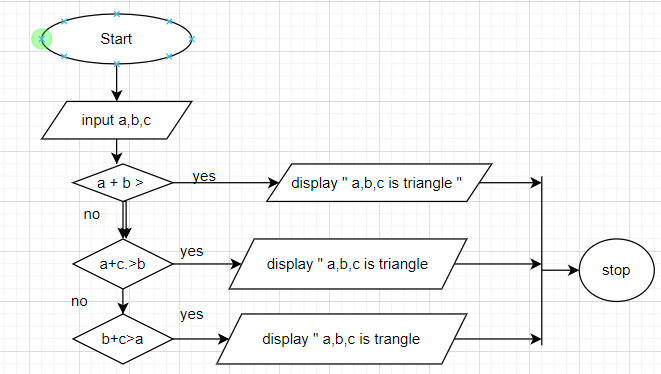 Start
input a,b,c
a + b >
yes
display " a,b,c is triangle "
no
a+c.>b
yes
display " a,b,c is triangle
stop
no
b+c>a
yes
display " a,b,c is trangle